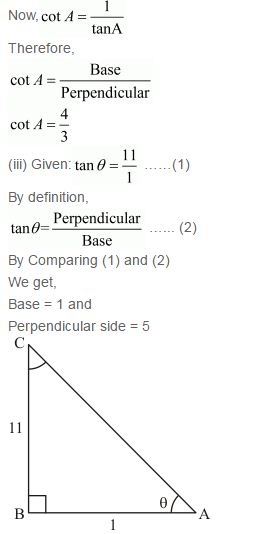 Now, cot A = 1/tanA
Therefore,
cot A = Base/Perpendicular
cot A = 4/3
(iii) Given: tan θ = 11/1 ......(1)
By definition,
tanθ= Perpendicular/Base ...... (2)
By Comparing (1) and (2)
We get,
Base = 1 and
Perpendicular side = 5
C
11
θ
B A
1